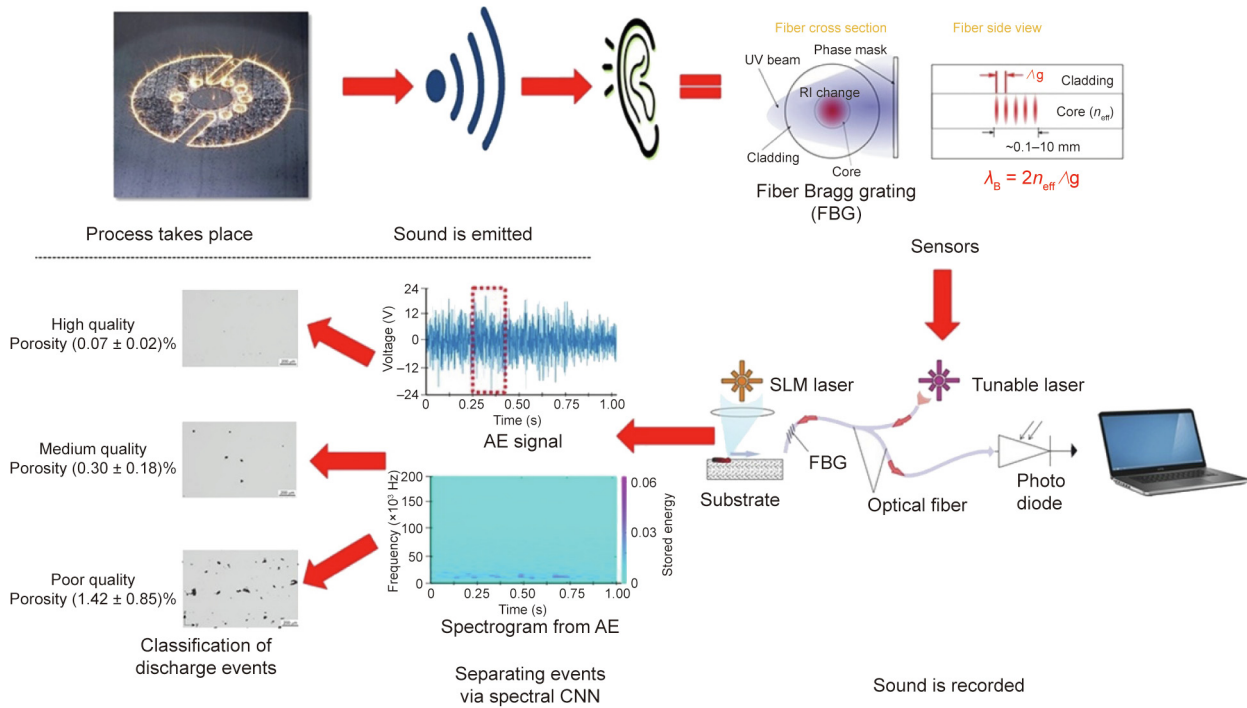 Fiber cross section
Fiber side view
Phase mask
UV beam
RI change
Cladding
Core
Fiber Bragg grating
(FBG)
Λg
Cladding
Core (n_eff)
~0.1–10 mm
λ_B = 2n_eff Λg
Process takes place
Sound is emitted
Sensors
High quality
Porosity (0.07 ± 0.02)%
Medium quality
Porosity (0.30 ± 0.18)%
Poor quality
Porosity (1.42 ± 0.85)%
Classification of
discharge events
Voltage (V)
24
12
0
–12
–24
0
0.25
0.50
0.75
1.00
Time (s)
AE signal
Frequency (×10³ Hz)
200
150
100
50
0
0
0.25
0.50
0.75
1.00
Time (s)
0.06
0.03
0
Stored energy
Spectrogram from AE
Separating events
via spectral CNN
SLM laser
Tunable laser
FBG
Substrate
Optical fiber
Photo
diode
Sound is recorded